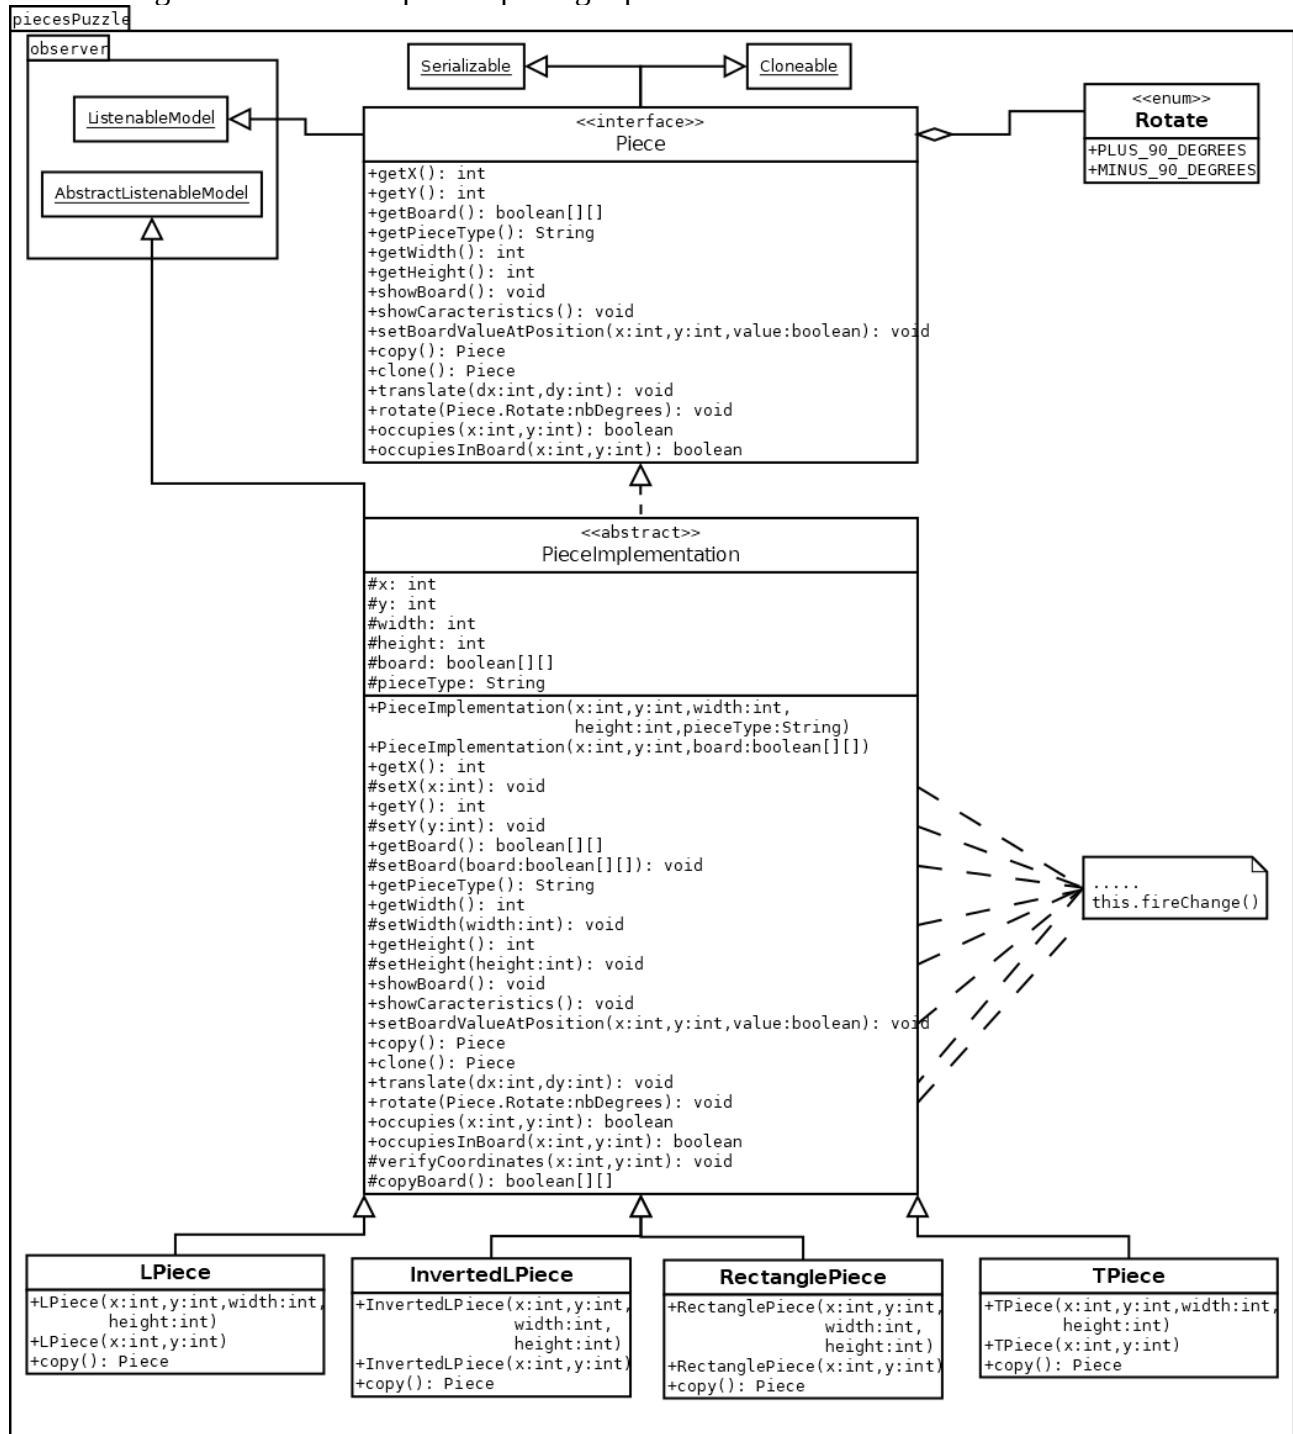 piecesPuzzle
observer
Serializable
Cloneable
ListenableModel
AbstractListenableModel
<<interface>>
Piece
+getX(): int
+getY(): int
+getBoard(): boolean[][]
+getPieceType(): String
+getWidth(): int
+getHeight(): int
+showBoard(): void
+showCaracteristics(): void
+setBoardValueAtPosition(x:int,y:int,value:boolean): void
+copy(): Piece
+clone(): Piece
+translate(dx:int,dy:int): void
+rotate(Piece.Rotate:nbDegrees): void
+occupies(x:int,y:int): boolean
+occupiesInBoard(x:int,y:int): boolean
<<enum>>
Rotate
+PLUS_90_DEGREES
+MINUS_90_DEGREES
<<abstract>>
PieceImplementation
#x: int
#y: int
#width: int
#height: int
#board: boolean[][]
#pieceType: String
+PieceImplementation(x:int,y:int,width:int,
height:int,pieceType:String)
+PieceImplementation(x:int,y:int,board:boolean[][])
+getX(): int
#setX(x:int): void
+getY(): int
#setY(y:int): void
+getBoard(): boolean[][]
#setBoard(board:boolean[][]): void
+getPieceType(): String
+getWidth(): int
#setWidth(width:int): void
+getHeight(): int
#setHeight(height:int): void
+showBoard(): void
+showCaracteristics(): void
+setBoardValueAtPosition(x:int,y:int,value:boolean): void
+copy(): Piece
+clone(): Piece
+translate(dx:int,dy:int): void
+rotate(Piece.Rotate:nbDegrees): void
+occupies(x:int,y:int): boolean
+occupiesInBoard(x:int,y:int): boolean
#verifyCoordinates(x:int,y:int): void
#copyBoard(): boolean[][]
.....
this.fireChange()
LPiece
+LPiece(x:int,y:int,width:int,
height:int)
+LPiece(x:int,y:int)
+copy(): Piece
InvertedLPiece
+InvertedLPiece(x:int,y:int,
width:int,
height:int)
+InvertedLPiece(x:int,y:int)
+copy(): Piece
RectanglePiece
+RectanglePiece(x:int,y:int,
width:int,
height:int)
+RectanglePiece(x:int,y:int)
+copy(): Piece
TPiece
+TPiece(x:int,y:int,width:int,
height:int)
+TPiece(x:int,y:int)
+copy(): Piece